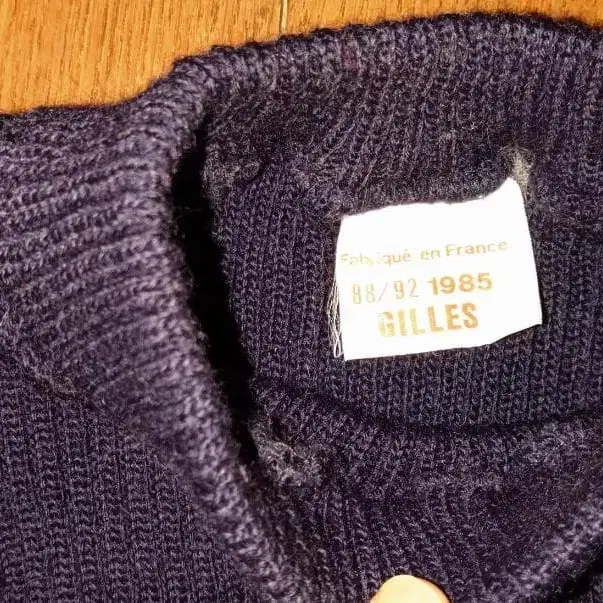 Fabriqué en France
88/92 1985
GILLES